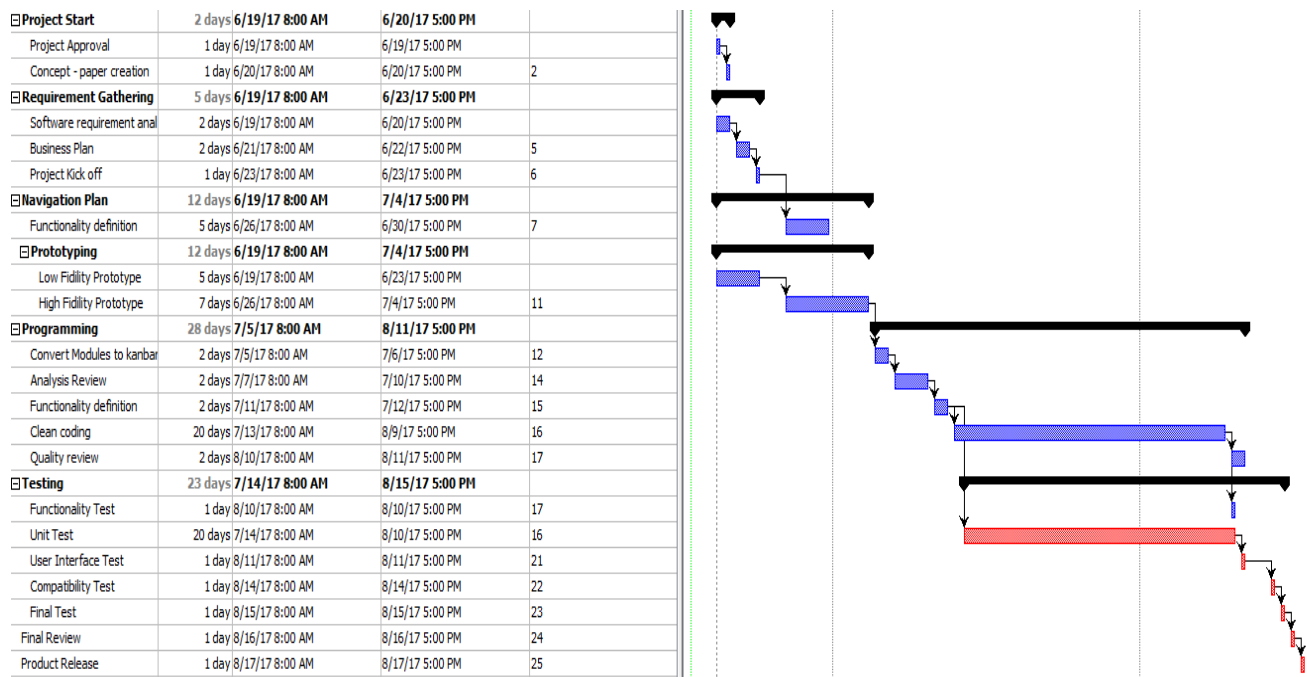 Project Start 2 days 6/19/17 8:00 AM 6/20/17 5:00 PM
Project Approval 1 day 6/19/17 8:00 AM 6/19/17 5:00 PM
Concept - paper creation 1 day 6/20/17 8:00 AM 6/20/17 5:00 PM 2
Requirement Gathering 5 days 6/19/17 8:00 AM 6/23/17 5:00 PM
Software requirement anal 2 days 6/19/17 8:00 AM 6/20/17 5:00 PM
Business Plan 2 days 6/21/17 8:00 AM 6/22/17 5:00 PM 5
Project Kick off 1 day 6/23/17 8:00 AM 6/23/17 5:00 PM 6
Navigation Plan 12 days 6/19/17 8:00 AM 7/4/17 5:00 PM
Functionality definition 5 days 6/26/17 8:00 AM 6/30/17 5:00 PM 7
Prototyping 12 days 6/19/17 8:00 AM 7/4/17 5:00 PM
Low Fidility Prototype 5 days 6/19/17 8:00 AM 6/23/17 5:00 PM
High Fidility Prototype 7 days 6/26/17 8:00 AM 7/4/17 5:00 PM 11
Programming 28 days 7/5/17 8:00 AM 8/11/17 5:00 PM
Convert Modules to kanbar 2 days 7/5/17 8:00 AM 7/6/17 5:00 PM 12
Analysis Review 2 days 7/7/17 8:00 AM 7/10/17 5:00 PM 14
Functionality definition 2 days 7/11/17 8:00 AM 7/12/17 5:00 PM 15
Clean coding 20 days 7/13/17 8:00 AM 8/9/17 5:00 PM 16
Quality review 2 days 8/10/17 8:00 AM 8/11/17 5:00 PM 17
Testing 23 days 7/14/17 8:00 AM 8/15/17 5:00 PM
Functionality Test 1 day 8/10/17 8:00 AM 8/10/17 5:00 PM 17
Unit Test 20 days 7/14/17 8:00 AM 8/10/17 5:00 PM 16
User Interface Test 1 day 8/11/17 8:00 AM 8/11/17 5:00 PM 21
Compatibility Test 1 day 8/14/17 8:00 AM 8/14/17 5:00 PM 22
Final Test 1 day 8/15/17 8:00 AM 8/15/17 5:00 PM 23
Final Review 1 day 8/16/17 8:00 AM 8/16/17 5:00 PM 24
Product Release 1 day 8/17/17 8:00 AM 8/17/17 5:00 PM 25